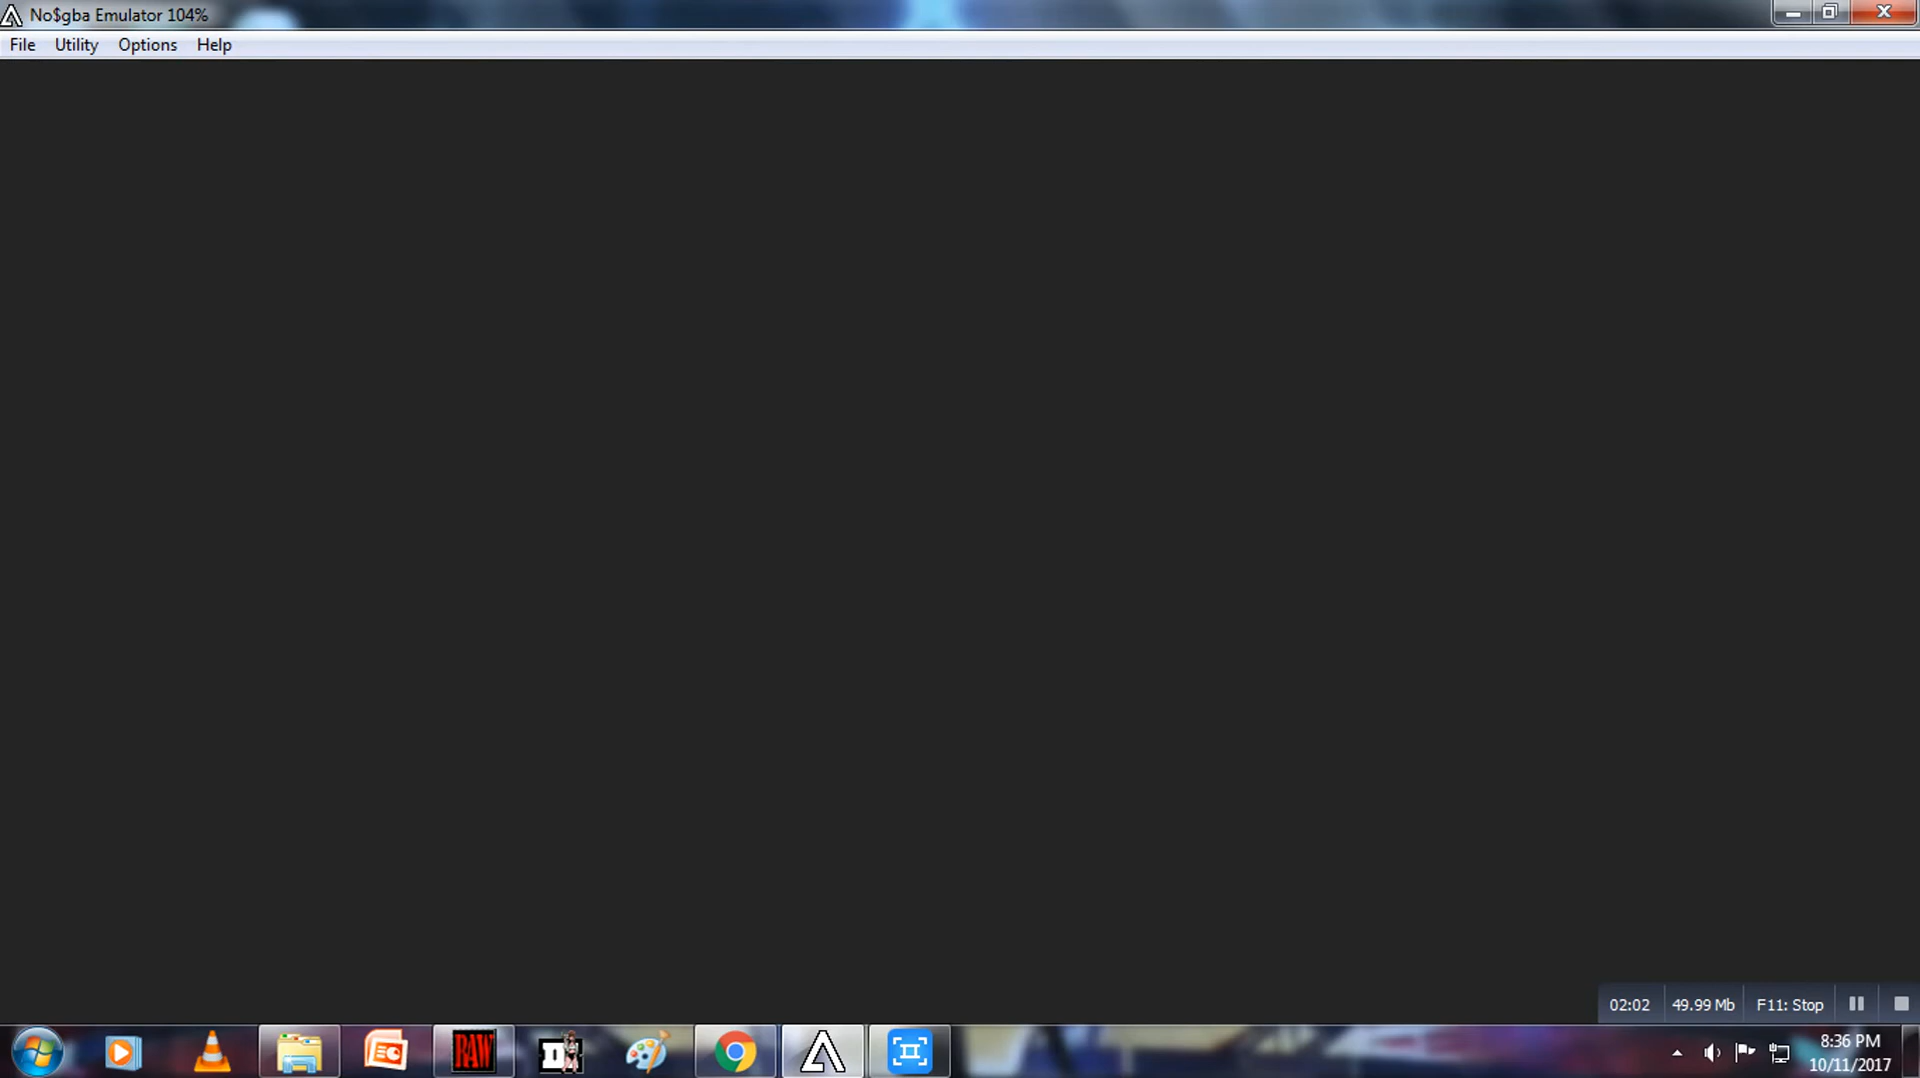 No$gba Emulator 104%
File Utility Options Help
02:02 49.99 Mb F11: Stop
RAW
D
8:36 PM
10/11/2017